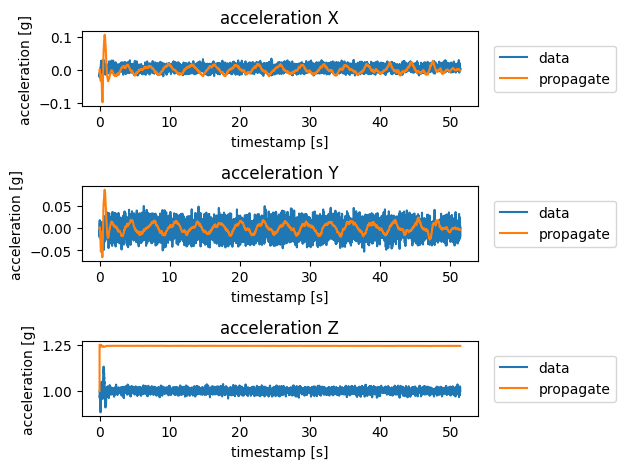 acceleration X
acceleration [g]
0.1
0.0
−0.1
0 10 20 30 40 50
timestamp [s]
data
propagate
acceleration Y
acceleration [g]
0.05
0.00
−0.05
0 10 20 30 40 50
timestamp [s]
data
propagate
acceleration Z
acceleration [g]
1.25
1.00
0 10 20 30 40 50
timestamp [s]
data
propagate